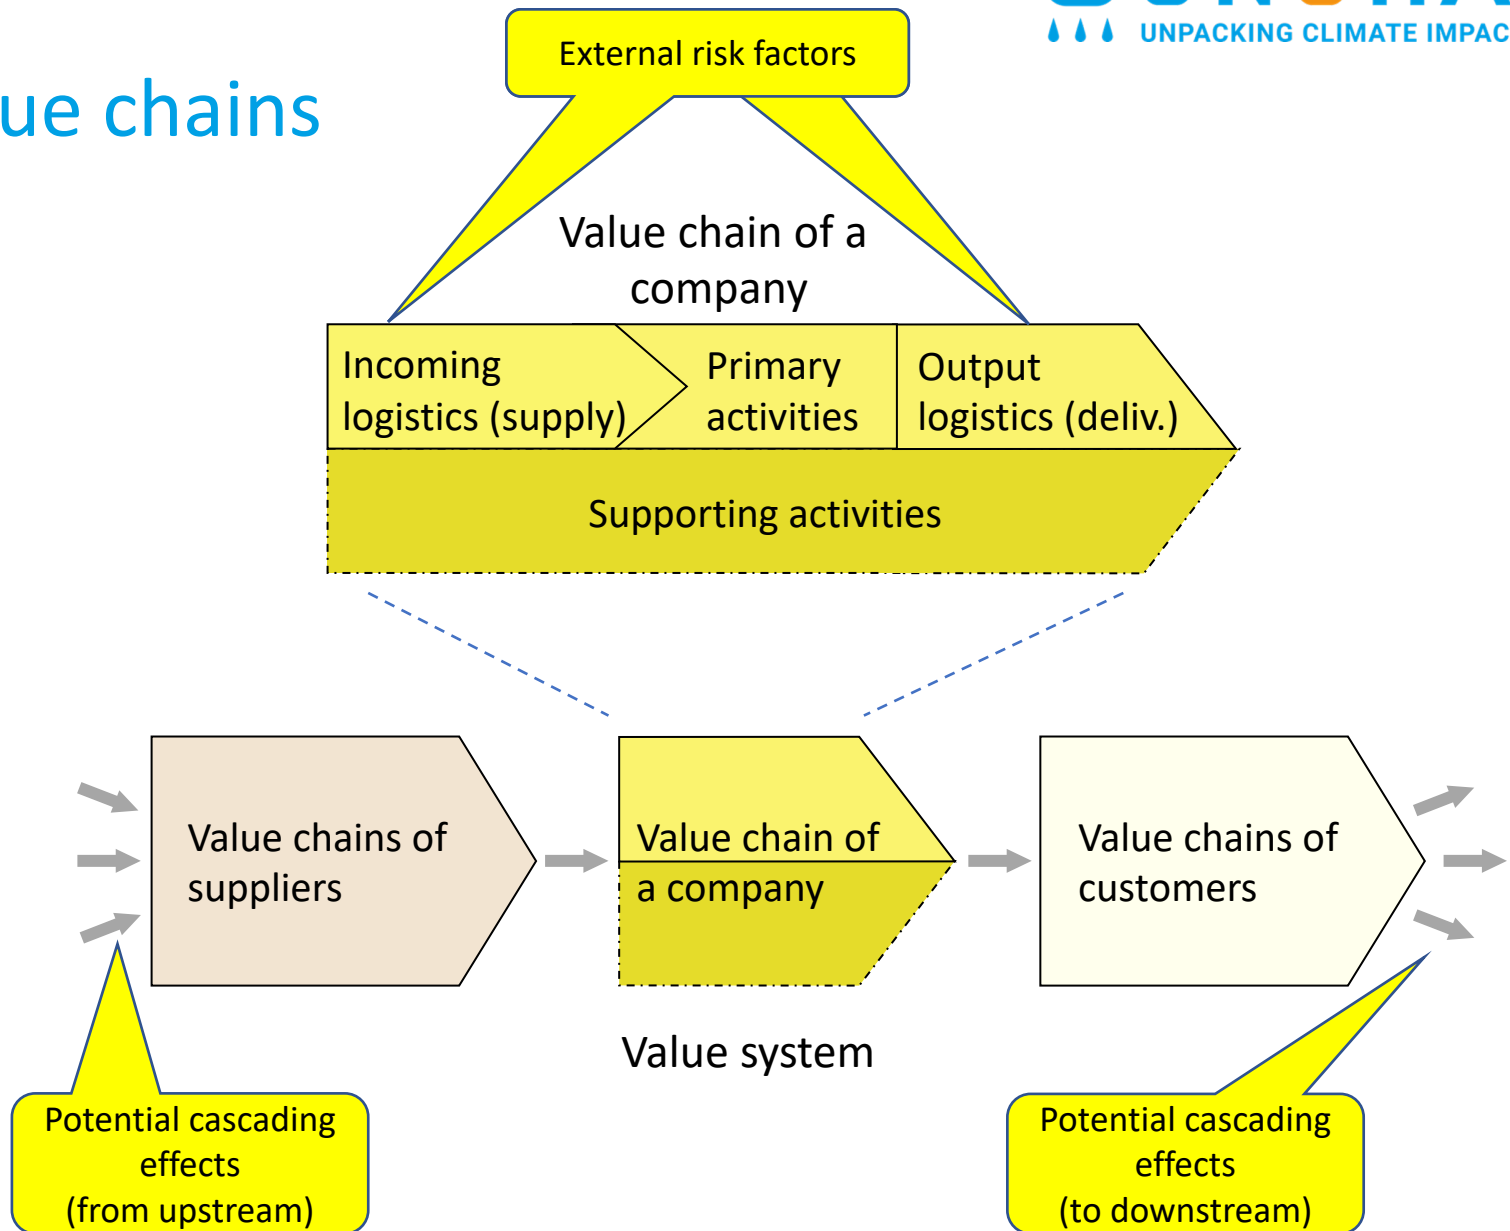 UNPACKING CLIMATE
External risk factors
chains
Value chain of a
company
Incoming
logistics (supply)
Primary
activities
Output
logistics (deliv.)
Supporting activities
Value chains of
suppliers
Value chain of
a company
Value chains of
customers
Value system
Potential cascading
effects
(from upstream)
Potential cascading
effects
(to downstream)